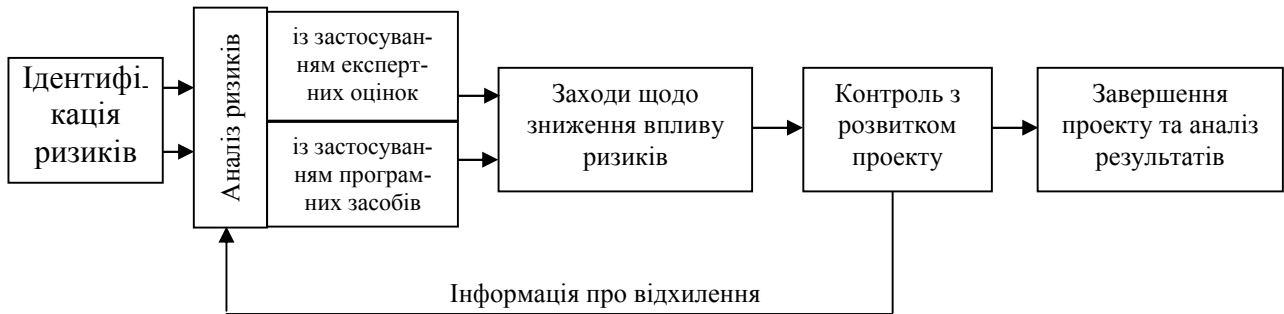 Ідентифі-
кація
ризиків
Аналіз ризиків
із застосуван-
ням експерт-
них оцінок
із застосуван-
ням програм-
них засобів
Заходи щодо
зниження впливу
ризиків
Контроль з
розвитком
проекту
Завершення
проекту та аналіз
результатів
Інформація про відхилення